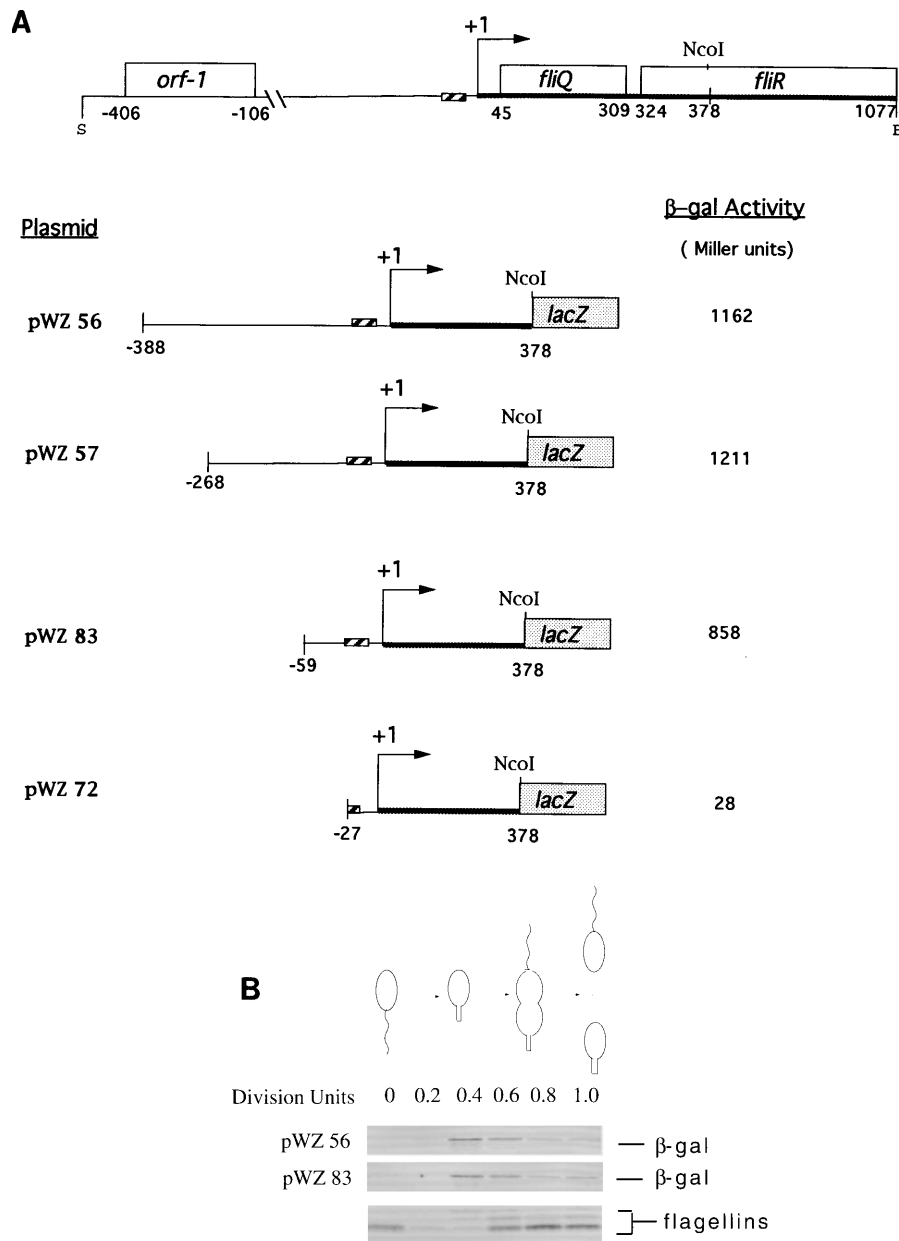 A
+1
NcoI
orf-1
fliQ
fliR
-406
-106
45
309
324
378
1077
S
Plasmid
β-gal Activity
( Miller units)
+1
NcoI
pWZ 56
lacZ
1162
-388
378
+1
NcoI
pWZ 57
lacZ
1211
-268
378
+1
NcoI
pWZ 83
lacZ
858
-59
378
+1
NcoI
pWZ 72
lacZ
28
-27
378
B
Division Units 0 0.2 0.4 0.6 0.8 1.0
pWZ 56
β-gal
pWZ 83
β-gal
flagellins